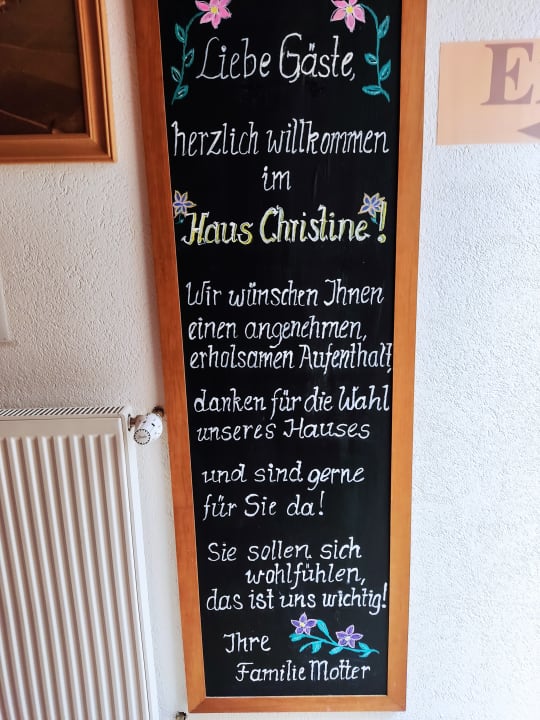 Liebe Gäste,
herzlich willkommen
im
Haus Christine!
Wir wünschen Ihnen
einen angenehmen,
erholsamen Aufenthalt,
danken für die Wahl
unseres Hauses
und sind gerne
für Sie da!
Sie sollen sich
wohlfühlen,
das ist uns wichtig!
Ihre
Familie Motter